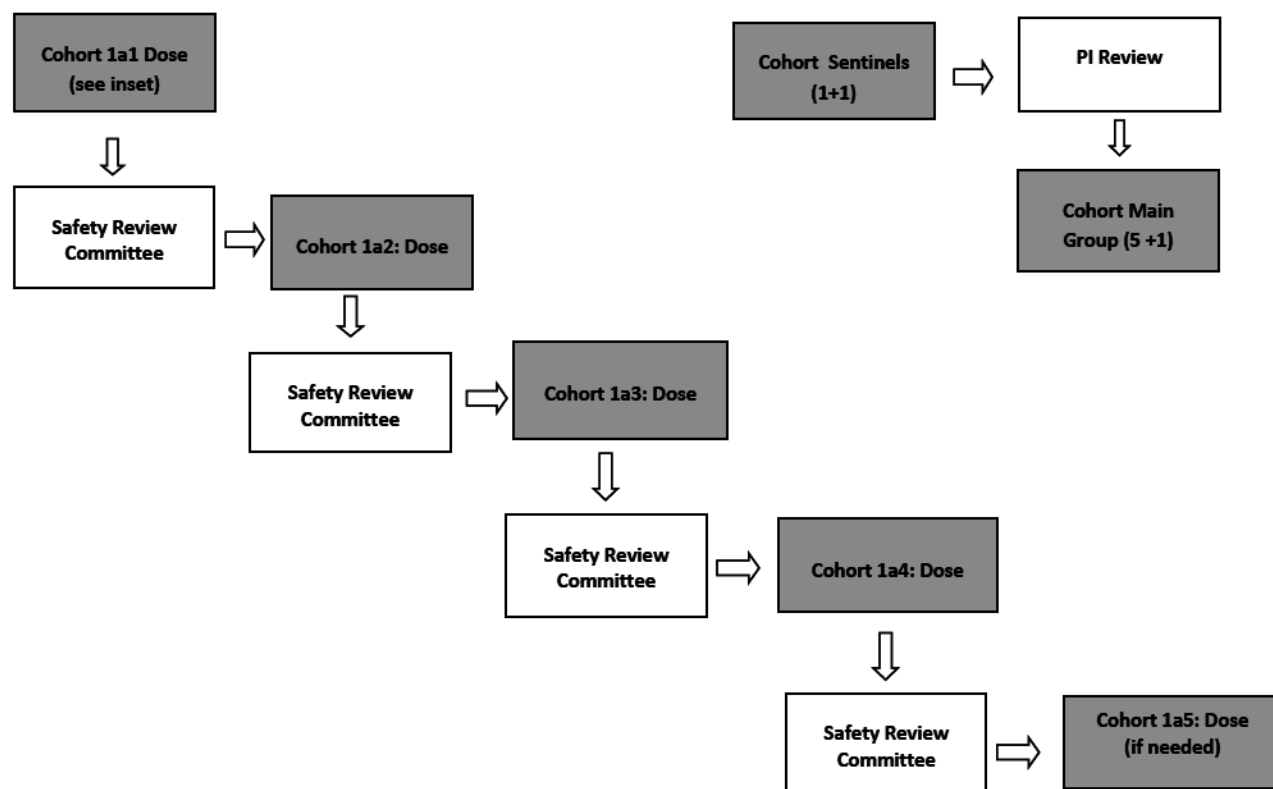 Cohort 1a1 Dose
(see inset)
Cohort Sentinels
(1+1)
PI Review
Safety Review
Committee
Cohort 1a2: Dose
Cohort Main
Group (5 +1)
Safety Review
Committee
Cohort 1a3: Dose
Safety Review
Committee
Cohort 1a4: Dose
Safety Review
Committee
Cohort 1a5: Dose
(if needed)